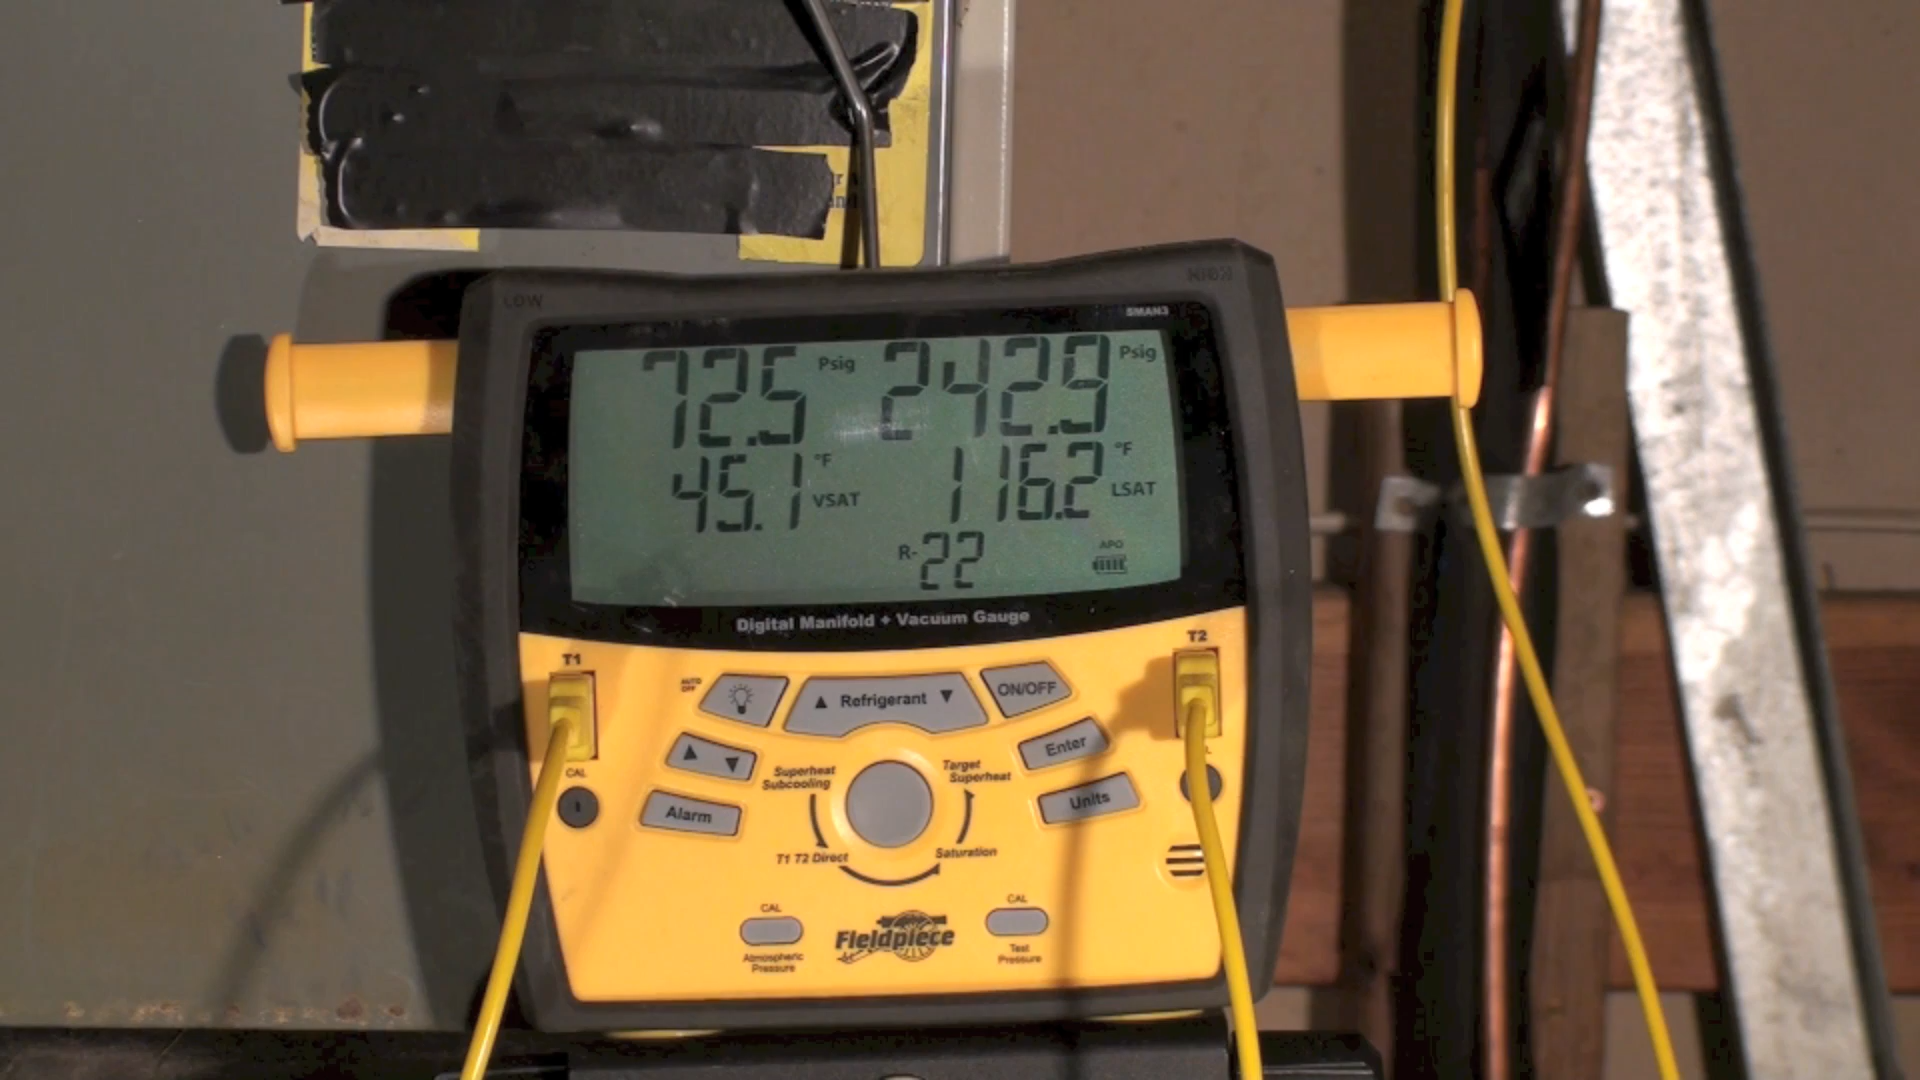 LOW HIGH
SMAN3
72.5 Psig 242.9 Psig
45.1 °F VSAT 116.2 °F LSAT
R-22 APO
Digital Manifold + Vacuum Gauge
T1 T2
AUTO OFF
▲ Refrigerant ▼
ON/OFF
▲ ▼
Enter
CAL
Superheat Subcooling
Target Superheat
Alarm
Units
T1 T2 Direct
Saturation
CAL CAL
Fieldpiece
Atmospheric Pressure
Test Pressure